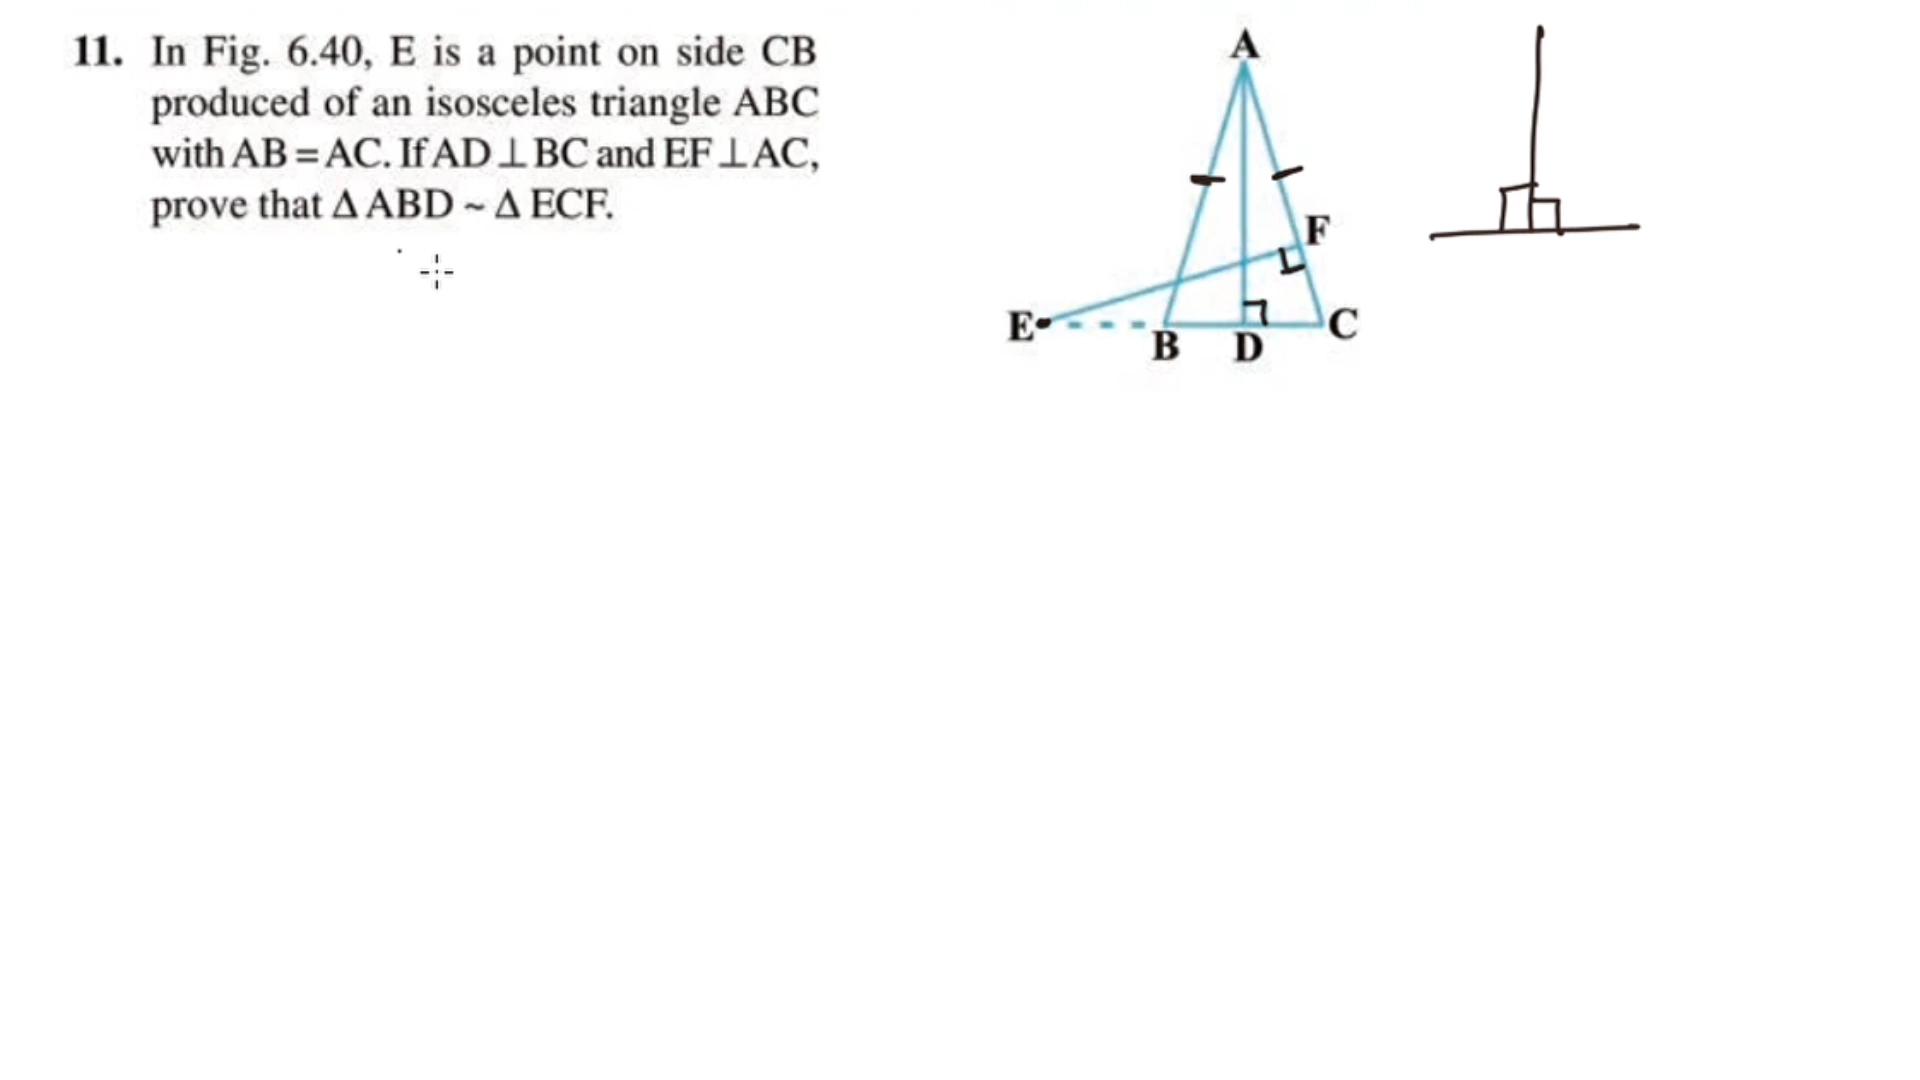 11. In Fig. 6.40, E is a point on side CB
produced of an isosceles triangle ABC
with AB = AC. If AD ⊥ BC and EF ⊥ AC,
prove that Δ ABD ~ Δ ECF.
A
F
E
B
D
C